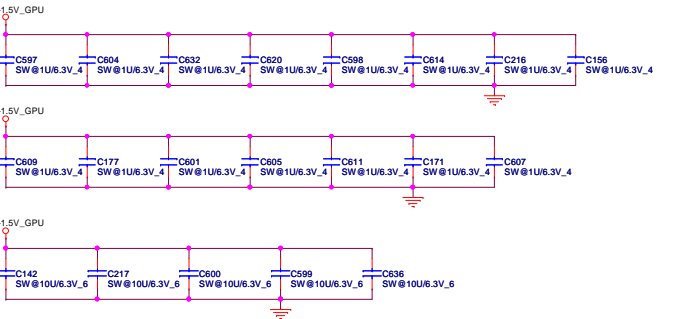 -1.5V_GPU
C597 C604 C632 C620 C598 C614 C216 C156
SW@1U/6.3V_4 SW@1U/6.3V_4 SW@1U/6.3V_4 SW@1U/6.3V_4 SW@1U/6.3V_4 SW@1U/6.3V_4 SW@1U/6.3V_4 SW@1U/6.3V_4
-1.5V_GPU
C609 C177 C601 C605 C611 C171 C607
SW@1U/6.3V_4 SW@1U/6.3V_4 SW@1U/6.3V_4 SW@1U/6.3V_4 SW@1U/6.3V_4 SW@1U/6.3V_4 SW@1U/6.3V_4
-1.5V_GPU
C142 C217 C600 C599 C636
SW@10U/6.3V_6 SW@10U/6.3V_6 SW@10U/6.3V_6 SW@10U/6.3V_6 SW@10U/6.3V_6